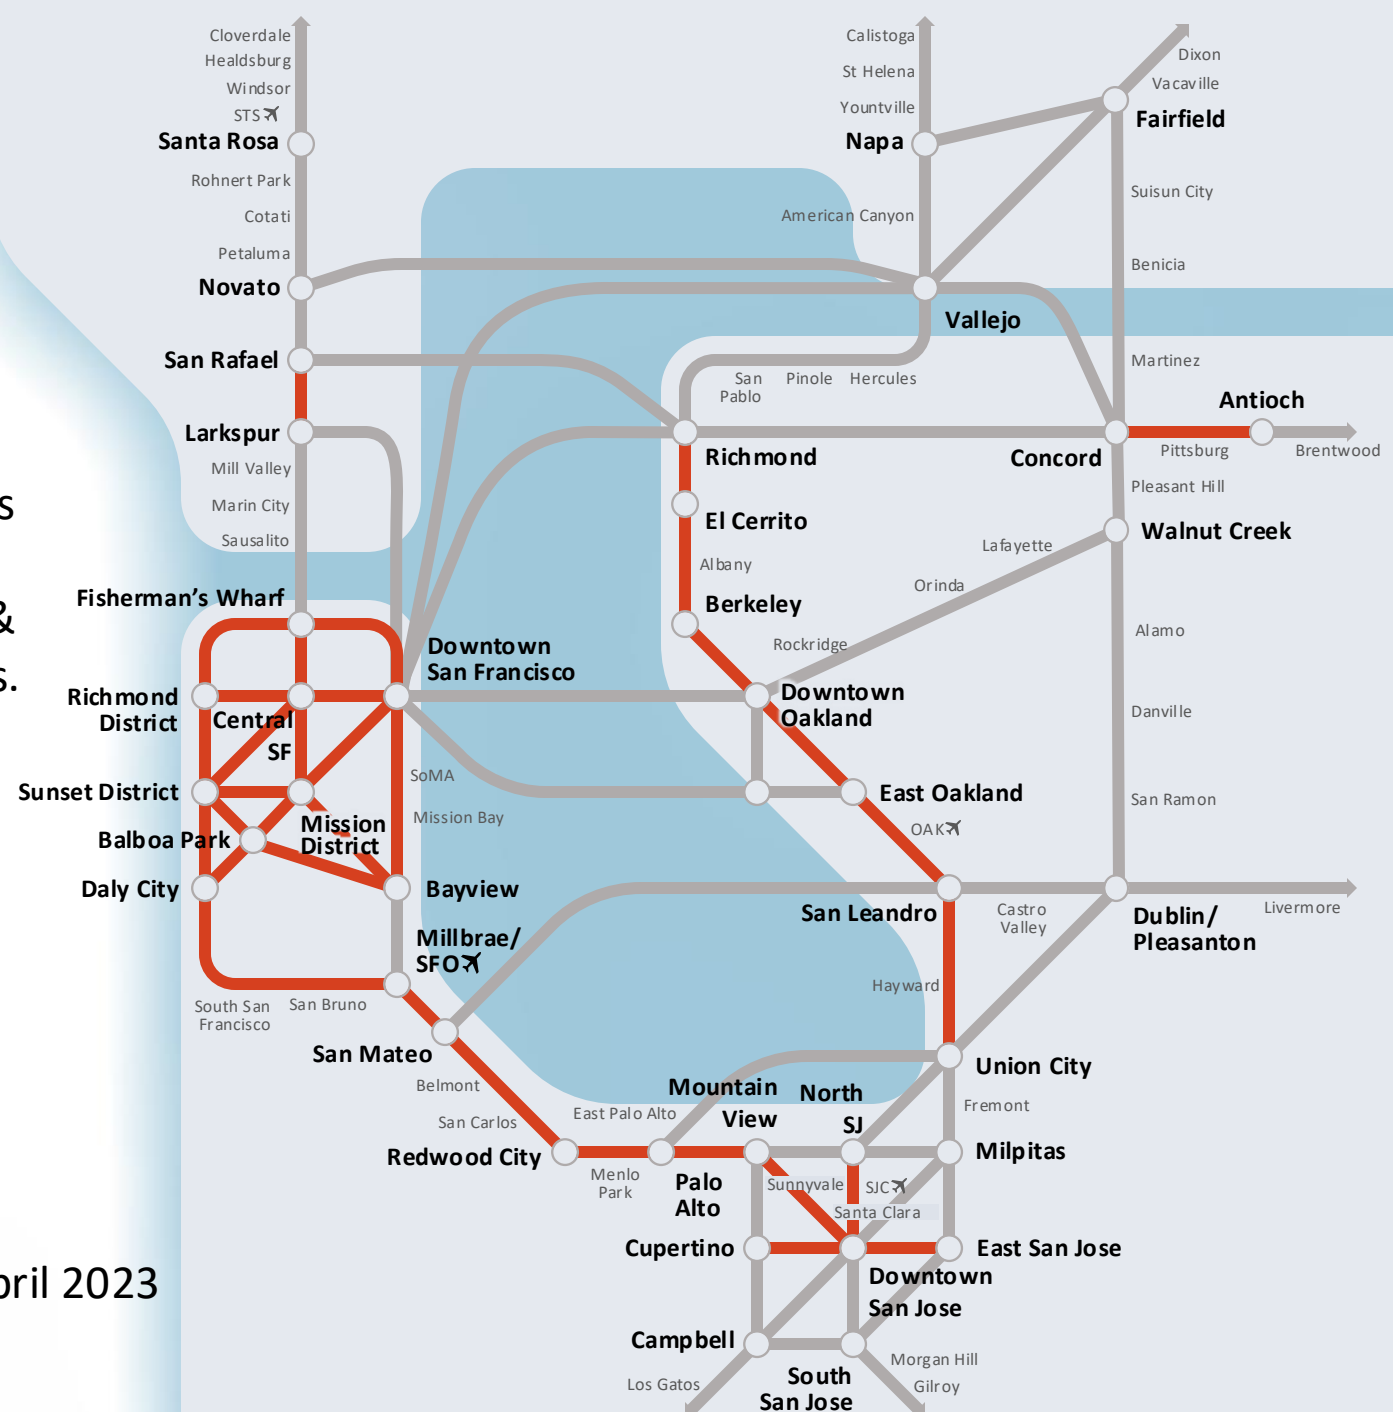 Cloverdale
Healdsburg
Windsor
STS
Santa Rosa
Rohnert Park
Cotati
Petaluma
Novato
San Rafael
Larkspur
Mill Valley
Marin City
Sausalito
Calistoga
St Helena
Yountville
Napa
American Canyon
Dixon
Vacaville
Fairfield
Suisun City
Benicia
Vallejo
San
Pablo
Pinole
Hercules
Martinez
Antioch
Pittsburg
Brentwood
Richmond
Concord
Pleasant Hill
El Cerrito
Walnut Creek
Lafayette
Albany
Orinda
Berkeley
Rockridge
Alamo
Danville
San Ramon
s
&
s.
Fisherman's Wharf
Downtown
San Francisco
Richmond
District
Central
SF
Downtown
Oakland
SoMA
Mission Bay
Sunset District
Mission
District
Balboa Park
East Oakland
OAK
Daly City
Bayview
San Leandro
Castro
Valley
Dublin/
Pleasanton
Livermore
Millbrae/
SFO
Hayward
South San
Francisco
San Bruno
San Mateo
Belmont
San Carlos
Redwood City
Union City
Mountain
View
North
SJ
East Palo Alto
Fremont
Milpitas
Menlo
Park
Palo
Alto
Sunnyvale
SJC
Santa Clara
Cupertino
East San Jose
Downtown
San Jose
pril 2023
Campbell
South
San Jose
Morgan Hill
Gilroy
Los Gatos